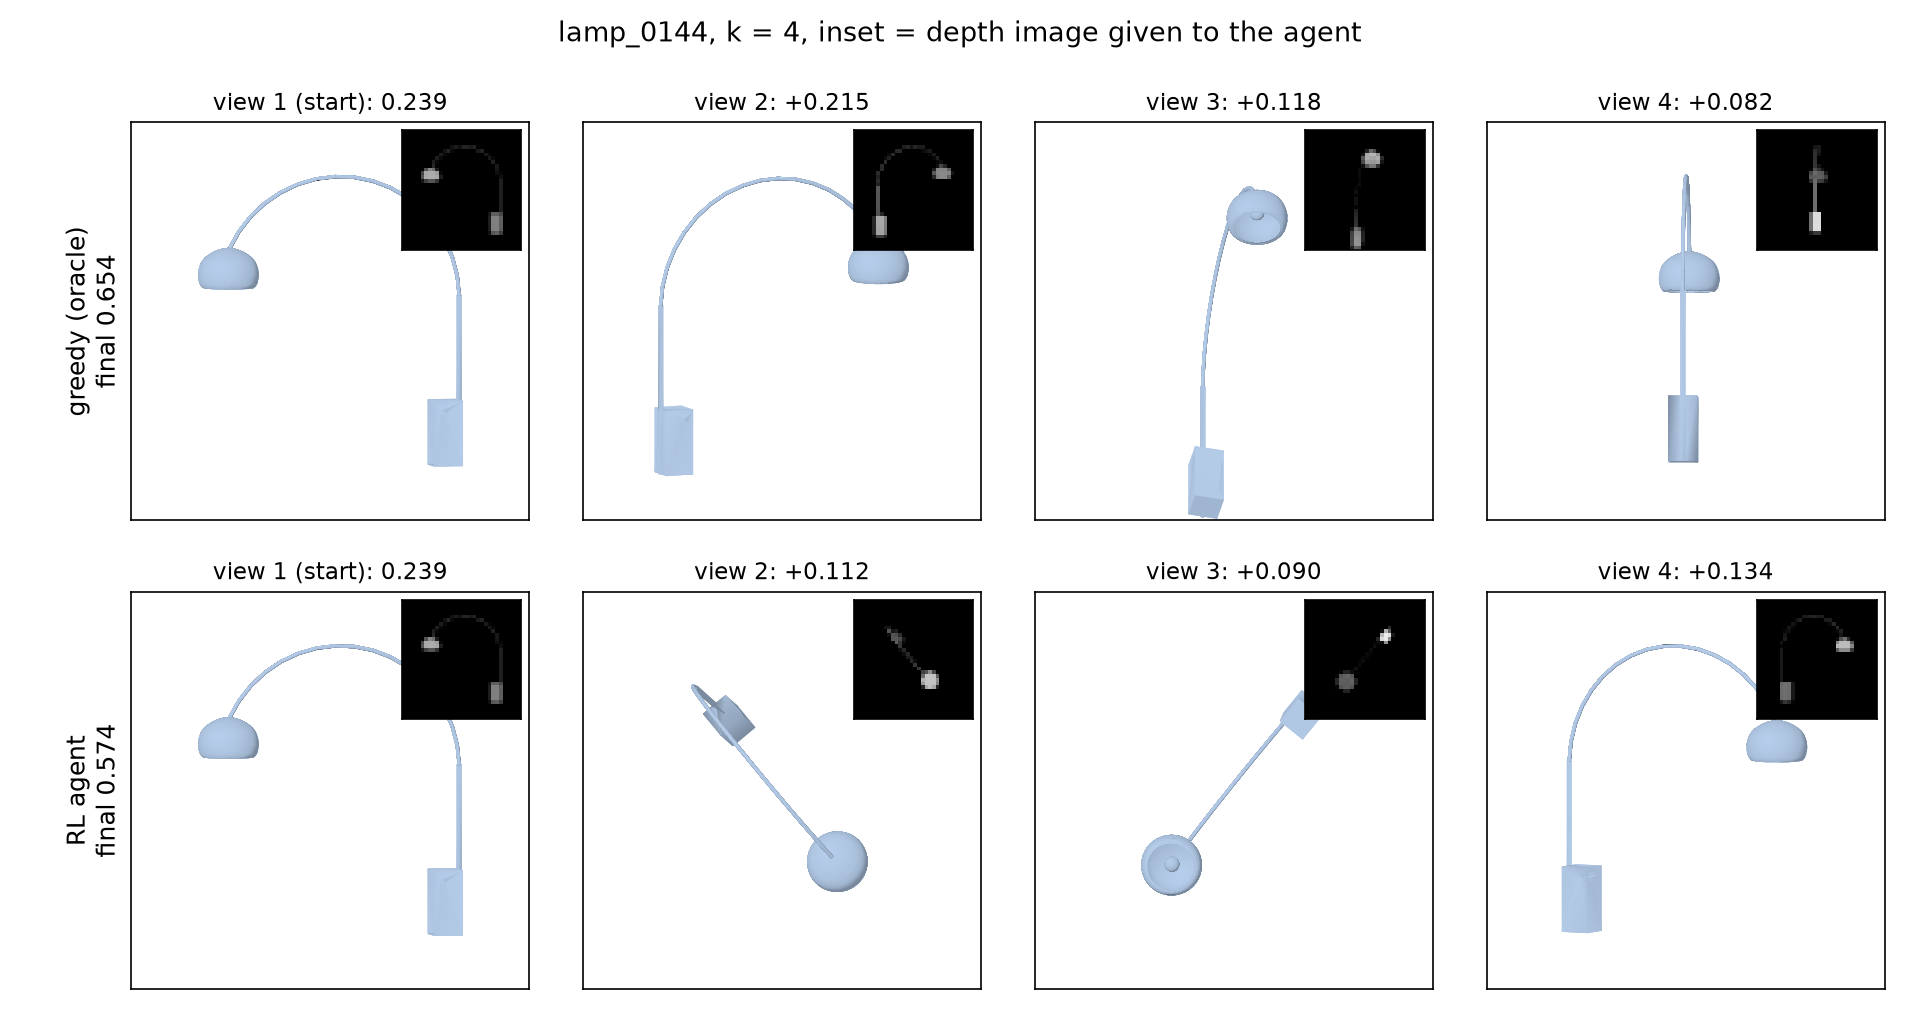 lamp_0144, k = 4, inset = depth image given to the agent
greedy (oracle)
final 0.654
view 1 (start): 0.239
view 2: +0.215
view 3: +0.118
view 4: +0.082
RL agent
final 0.574
view 1 (start): 0.239
view 2: +0.112
view 3: +0.090
view 4: +0.134